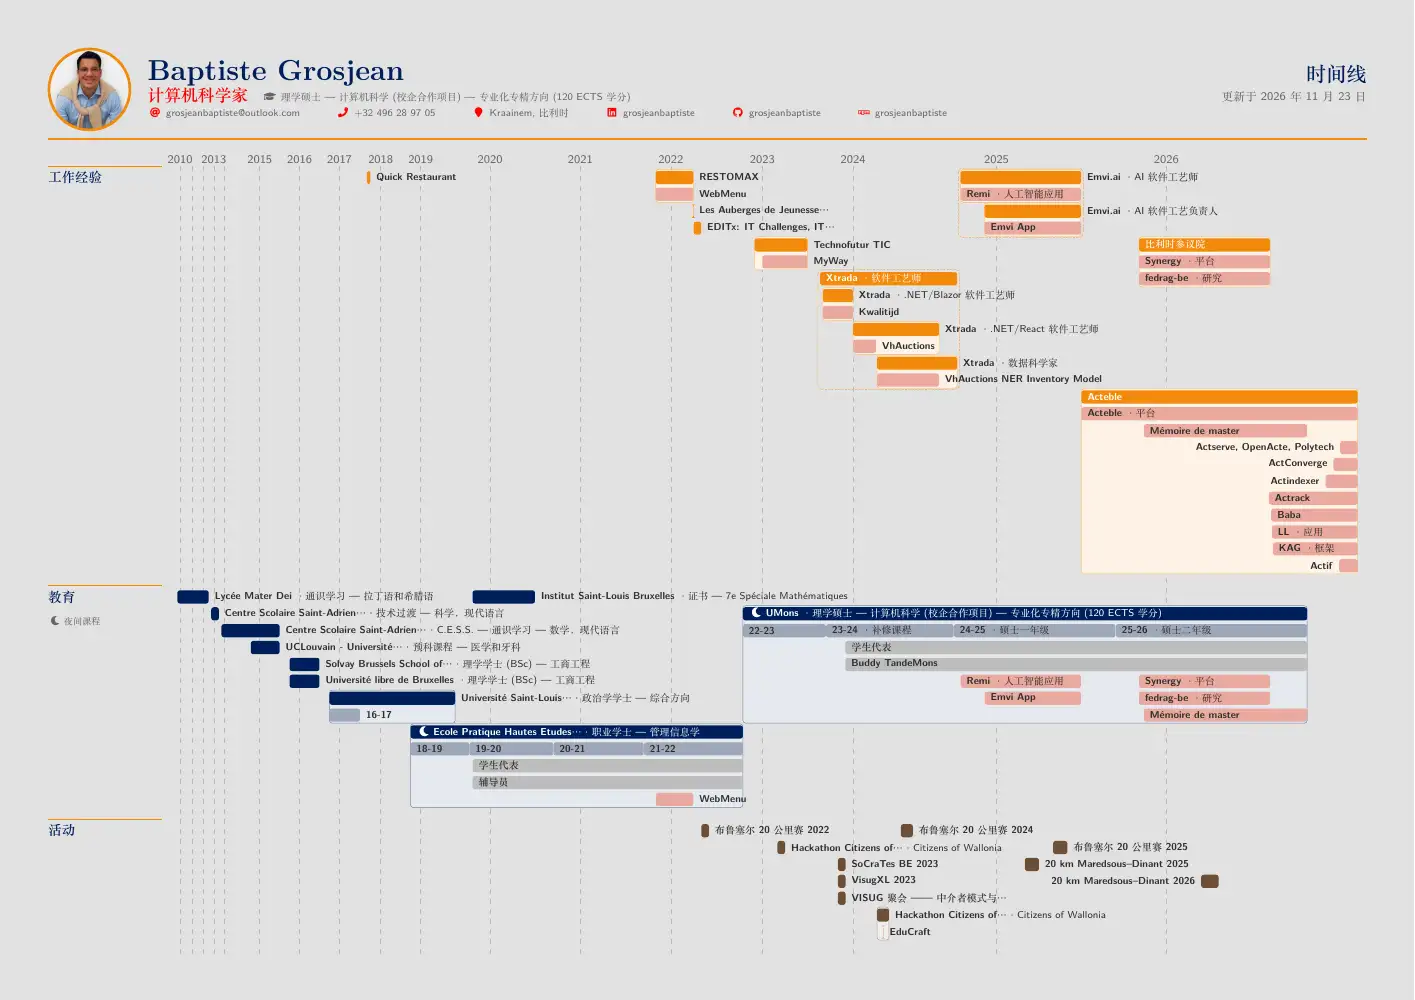 Baptiste Grosjean
时间线
计算机科学家 理学硕士 — 计算机科学 (校企合作项目) — 专业化专精方向 (120 ECTS 学分)
更新于 2026 年 11 月 23 日
grosjeanbaptiste@outlook.com +32 496 28 97 05 Kraainem, 比利时 grosjeanbaptiste grosjeanbaptiste grosjeanbaptiste
2010 2013 2015 2016 2017 2018 2019 2020 2021 2022 2023 2024 2025 2026
工作经验
Quick Restaurant
RESTOMAX
Emvi.ai · AI 软件工艺师
WebMenu
Remi · 人工智能应用
Les Auberges de Jeunesse···
Emvi.ai · AI 软件工艺负责人
EDITx: IT Challenges, IT···
Emvi App
Technofutur TIC
比利时参议院
MyWay
Synergy · 平台
Xtrada · 软件工艺师
fedrag-be · 研究
Xtrada · .NET/Blazor 软件工艺师
Kwalitijd
Xtrada · .NET/React 软件工艺师
VhAuctions
Xtrada · 数据科学家
VhAuctions NER Inventory Model
Acteble
Acteble · 平台
Mémoire de master
Actserve, OpenActe, Polytech
ActConverge
Actindexer
Actrack
Baba
LL · 应用
KAG · 框架
Actif
教育
夜间课程
Lycée Mater Dei · 通识学习 — 拉丁语和希腊语
Institut Saint-Louis Bruxelles · 证书 — 7e Spéciale Mathématiques
Centre Scolaire Saint-Adrien··· · 技术过渡 — 科学，现代语言
UMons · 理学硕士 — 计算机科学 (校企合作项目) — 专业化专精方向 (120 ECTS 学分)
Centre Scolaire Saint-Adrien··· · C.E.S.S. — 通识学习 — 数学，现代语言
22-23 23-24 · 补修课程 24-25 · 硕士一年级 25-26 · 硕士二年级
UCLouvain - Université··· · 预科课程 — 医学和牙科
学生代表
Solvay Brussels School of··· · 理学学士 (BSc) — 工商工程
Buddy TandeMons
Université libre de Bruxelles · 理学学士 (BSc) — 工商工程
Remi · 人工智能应用
Synergy · 平台
Université Saint-Louis··· · 政治学学士 — 综合方向
Emvi App
fedrag-be · 研究
16-17
Mémoire de master
Ecole Pratique Hautes Etudes··· · 职业学士 — 管理信息学
18-19 19-20 20-21 21-22
学生代表
辅导员
WebMenu
活动
布鲁塞尔 20 公里赛 2022
布鲁塞尔 20 公里赛 2024
Hackathon Citizens of··· · Citizens of Wallonia
布鲁塞尔 20 公里赛 2025
SoCraTes BE 2023
20 km Maredsous–Dinant 2025
VisugXL 2023
20 km Maredsous–Dinant 2026
VISUG 聚会 —— 中介者模式与···
Hackathon Citizens of··· · Citizens of Wallonia
EduCraft